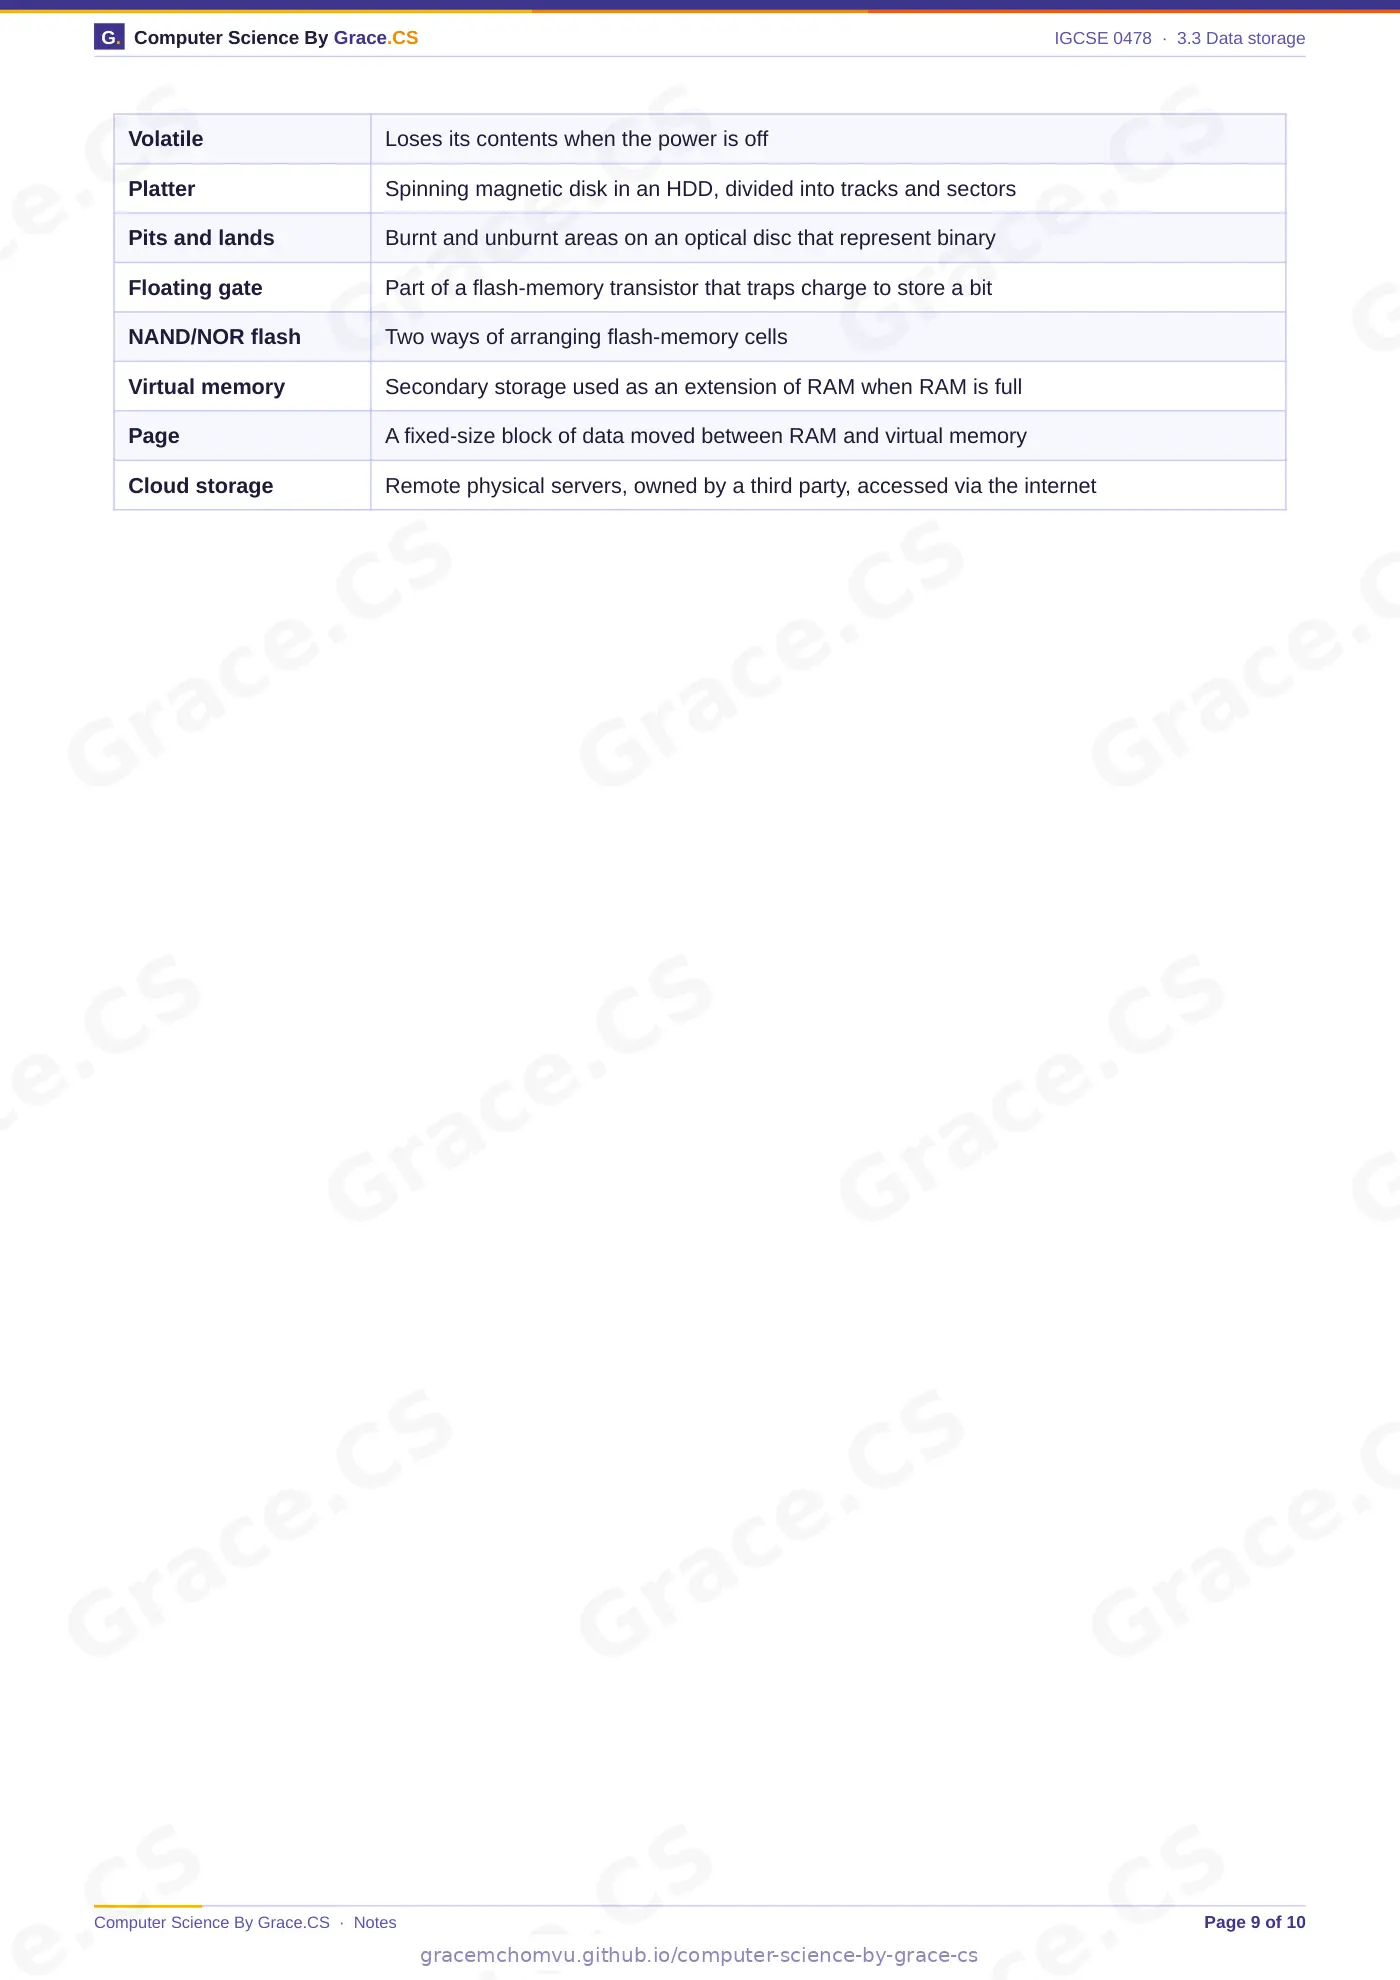 G. Computer Science By Grace.CS
IGCSE 0478 · 3.3 Data storage
Volatile Loses its contents when the power is off
Platter Spinning magnetic disk in an HDD, divided into tracks and sectors
Pits and lands Burnt and unburnt areas on an optical disc that represent binary
Floating gate Part of a flash-memory transistor that traps charge to store a bit
NAND/NOR flash Two ways of arranging flash-memory cells
Virtual memory Secondary storage used as an extension of RAM when RAM is full
Page A fixed-size block of data moved between RAM and virtual memory
Cloud storage Remote physical servers, owned by a third party, accessed via the internet
Grace.CS
Computer Science By Grace.CS · Notes
Page 9 of 10
gracemchomvu.github.io/computer-science-by-grace-cs